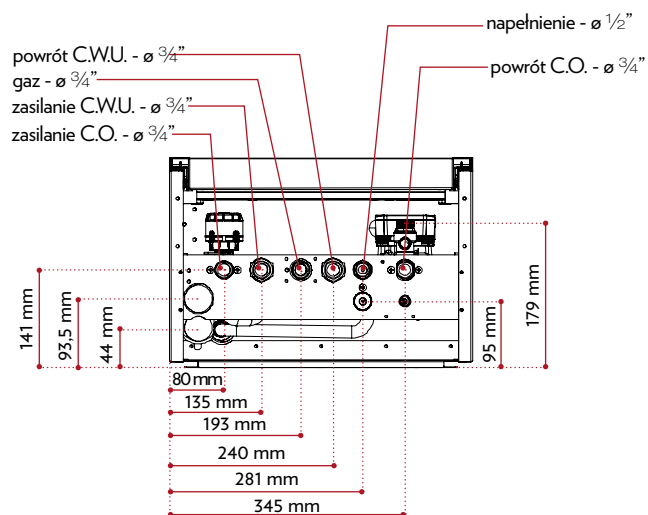 napełnienie - ø ½”
powrót C.W.U. - ø ¾”
powrót C.O. - ø ¾”
gaz - ø ¾”
zasilanie C.W.U - ø ¾”
zasilanie C.O. - ø ¾”
141 mm
93,5 mm
44 mm
95 mm
179 mm
80 mm
135 mm
193 mm
240 mm
281 mm
345 mm